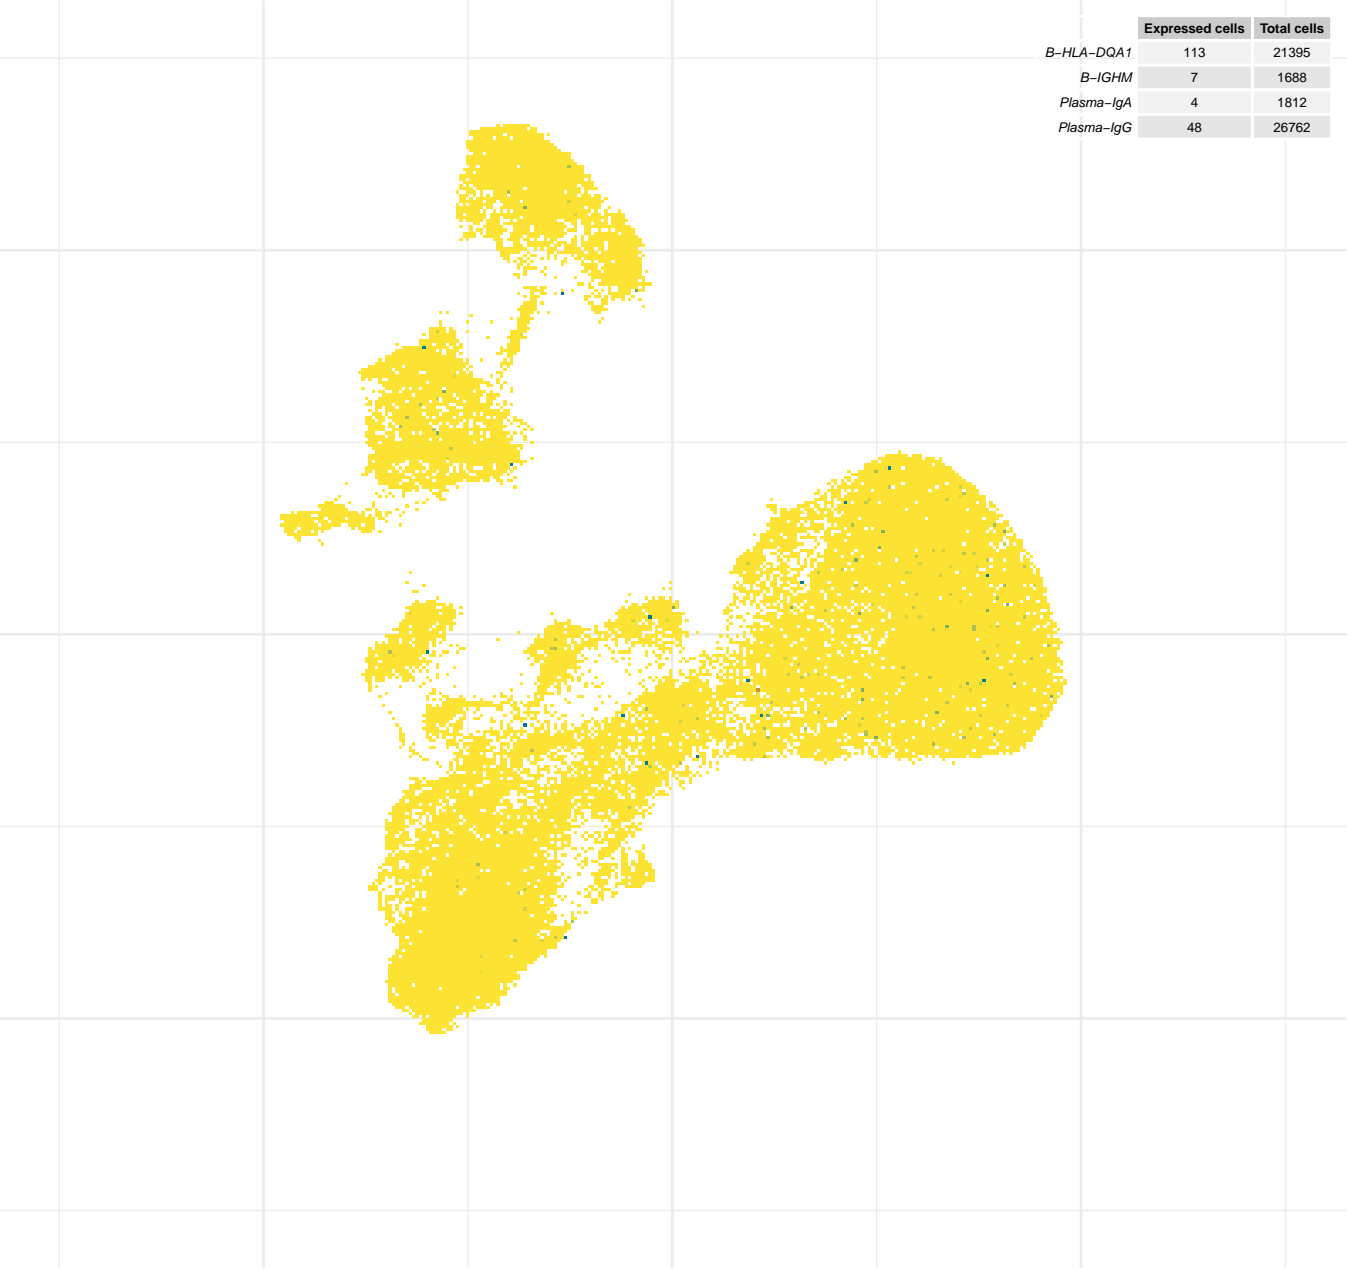 Expressed cells Total cells
B−HLA−DQA1 113 21395
B−IGHM 7 1688
Plasma−IgA 4 1812
Plasma−IgG 48 26762